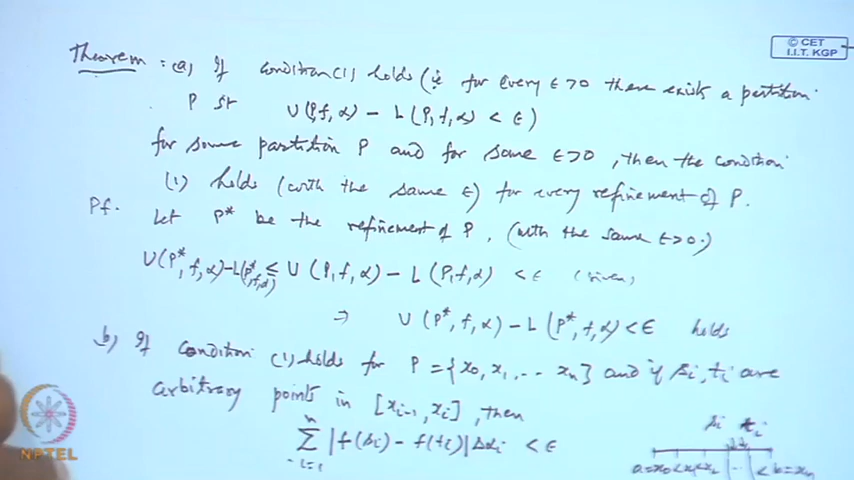 © CET
I.I.T. KGP
Theorem : (a) If condition (1) holds (ie for every ε > 0 there exists a partition
P st U(P,f,α) - L(P,f,α) < ε)
for some partition P and for some ε>0, then the condition
(1) holds (with the same ε) for every refinement of P.
Pf. Let P* be the refinement of P, (with the same ε>0.)
U(P*,f,α)-L(P*,f,α) ≤ U(P,f,α) - L(P,f,α) < ε (given)
⇒ U(P*,f,α) - L(P*,f,α) < ε holds
b) If condition (1) holds for P = {x0, x1, ... xn} and if si, ti are
arbitrary points in [xi-1, xi], then
n
∑ |f(si) - f(ti)| Δαi < ε
i=1
si ti
a=x0<x1<x2 ... < b=xn
NPTEL